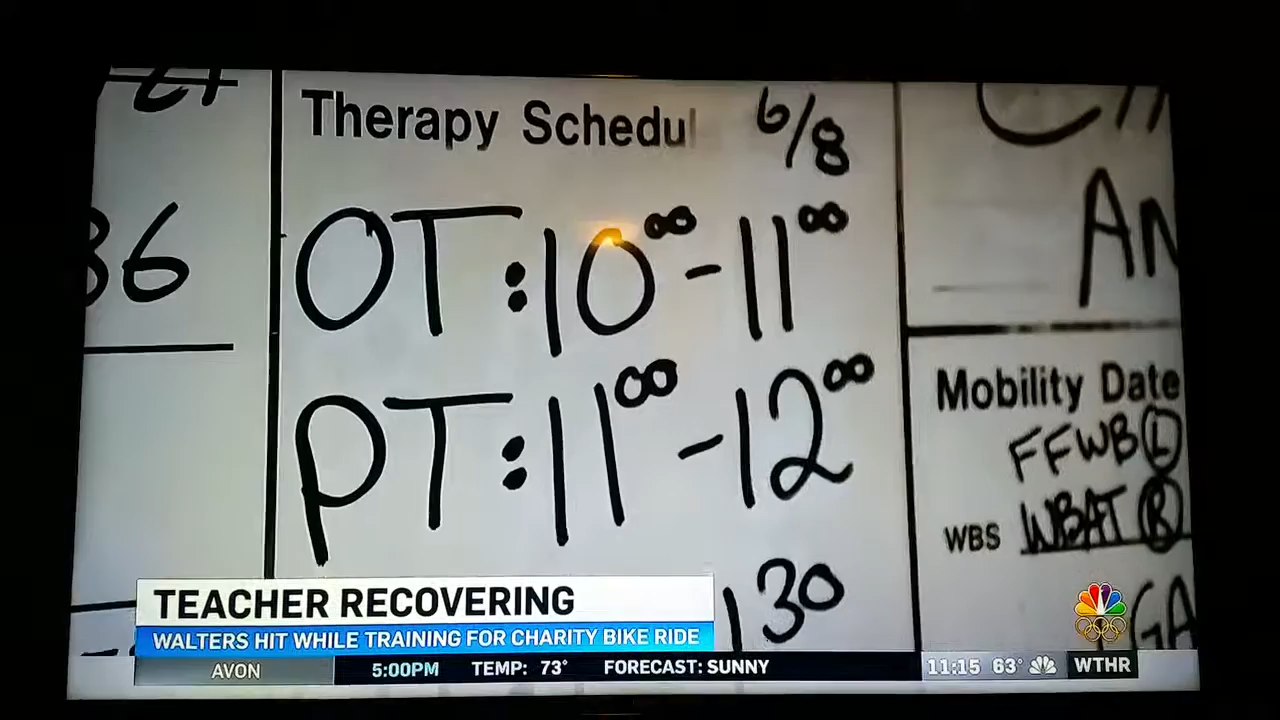 Therapy Schedul 6/8
36
OT: 10⁰⁰-11⁰⁰
AN
PT: 11⁰⁰-12⁰⁰
Mobility Date
FFWB Ⓛ
WBS WBAT Ⓡ
130
GA
TEACHER RECOVERING
WALTERS HIT WHILE TRAINING FOR CHARITY BIKE RIDE
AVON 5:00PM TEMP: 73° FORECAST: SUNNY 11:15 63° WTHR